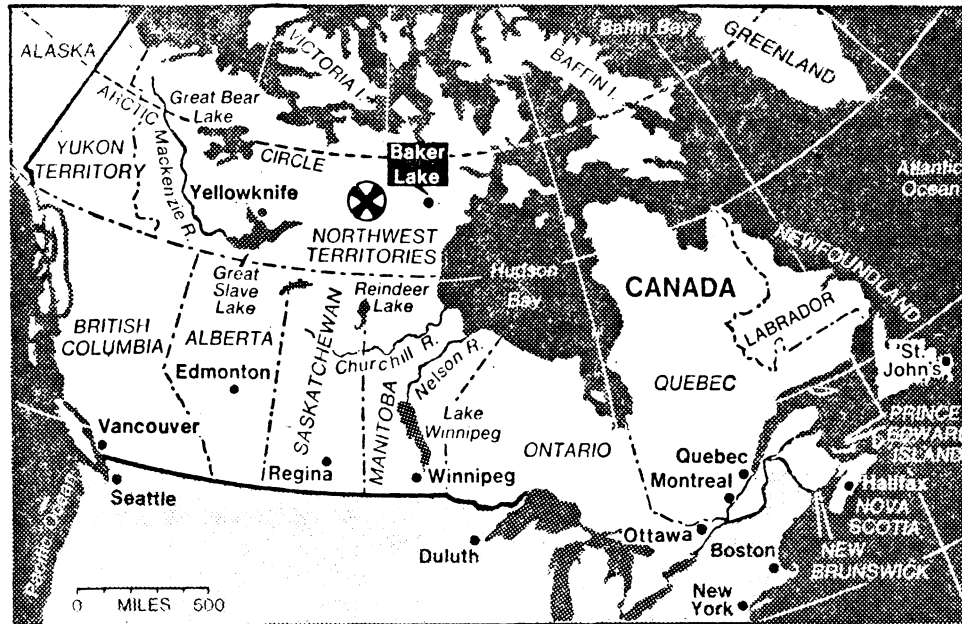 ALASKA
VICTORIA I.
Baffin Bay
BAFFIN I.
GREENLAND
ARCTIC
CIRCLE
Great Bear
Lake
YUKON
TERRITORY
Mackenzie R.
Yellowknife
Baker
Lake
Atlantic
Ocean
NORTHWEST
TERRITORIES
Great
Slave
Lake
Reindeer
Lake
Hudson
Bay
CANADA
NEWFOUNDLAND
LABRADOR
BRITISH
COLUMBIA
ALBERTA
Edmonton
SASKATCHEWAN
Churchill R.
Nelson R.
MANITOBA
Lake
Winnipeg
QUEBEC
St.
John's
PRINCE
EDWARD
ISLAND
Vancouver
Seattle
Regina
Winnipeg
ONTARIO
Quebec
Montreal
Halifax
NOVA
SCOTIA
NEW
BRUNSWICK
Ottawa
Duluth
Boston
New
York
Pacific Ocean
0 MILES 500